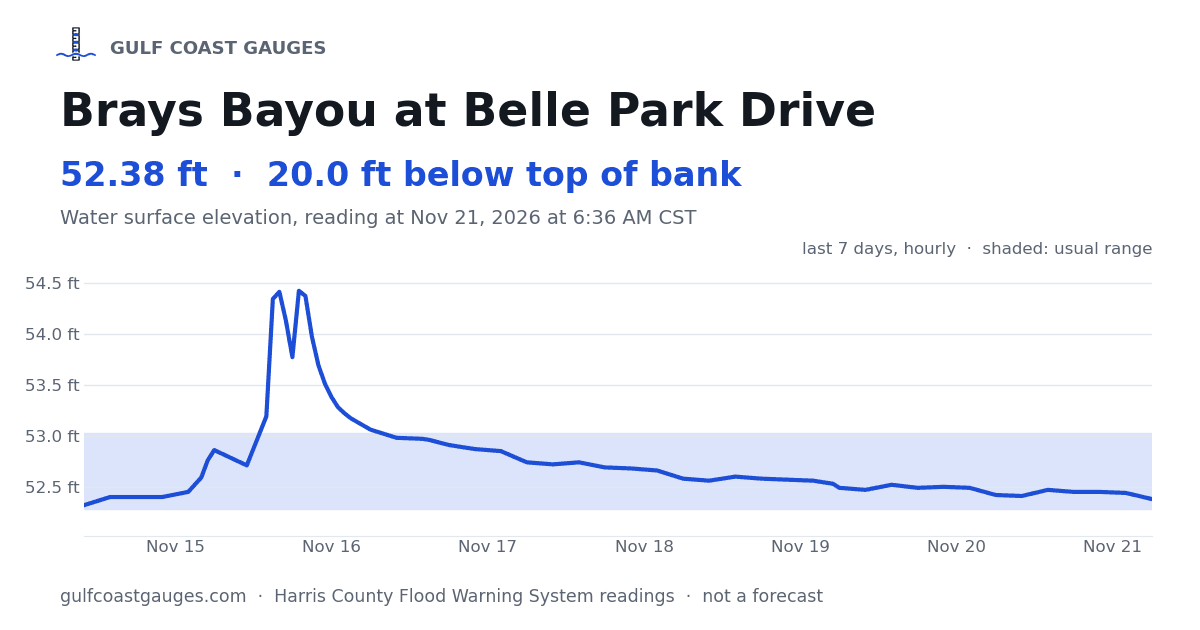 GULF COAST GAUGES
Brays Bayou at Belle Park Drive
52.38 ft · 20.0 ft below top of bank
Water surface elevation, reading at Nov 21, 2026 at 6:36 AM CST
last 7 days, hourly · shaded: usual range
54.5 ft
54.0 ft
53.5 ft
53.0 ft
52.5 ft
Nov 15 Nov 16 Nov 17 Nov 18 Nov 19 Nov 20 Nov 21
gulfcoastgauges.com · Harris County Flood Warning System readings · not a forecast